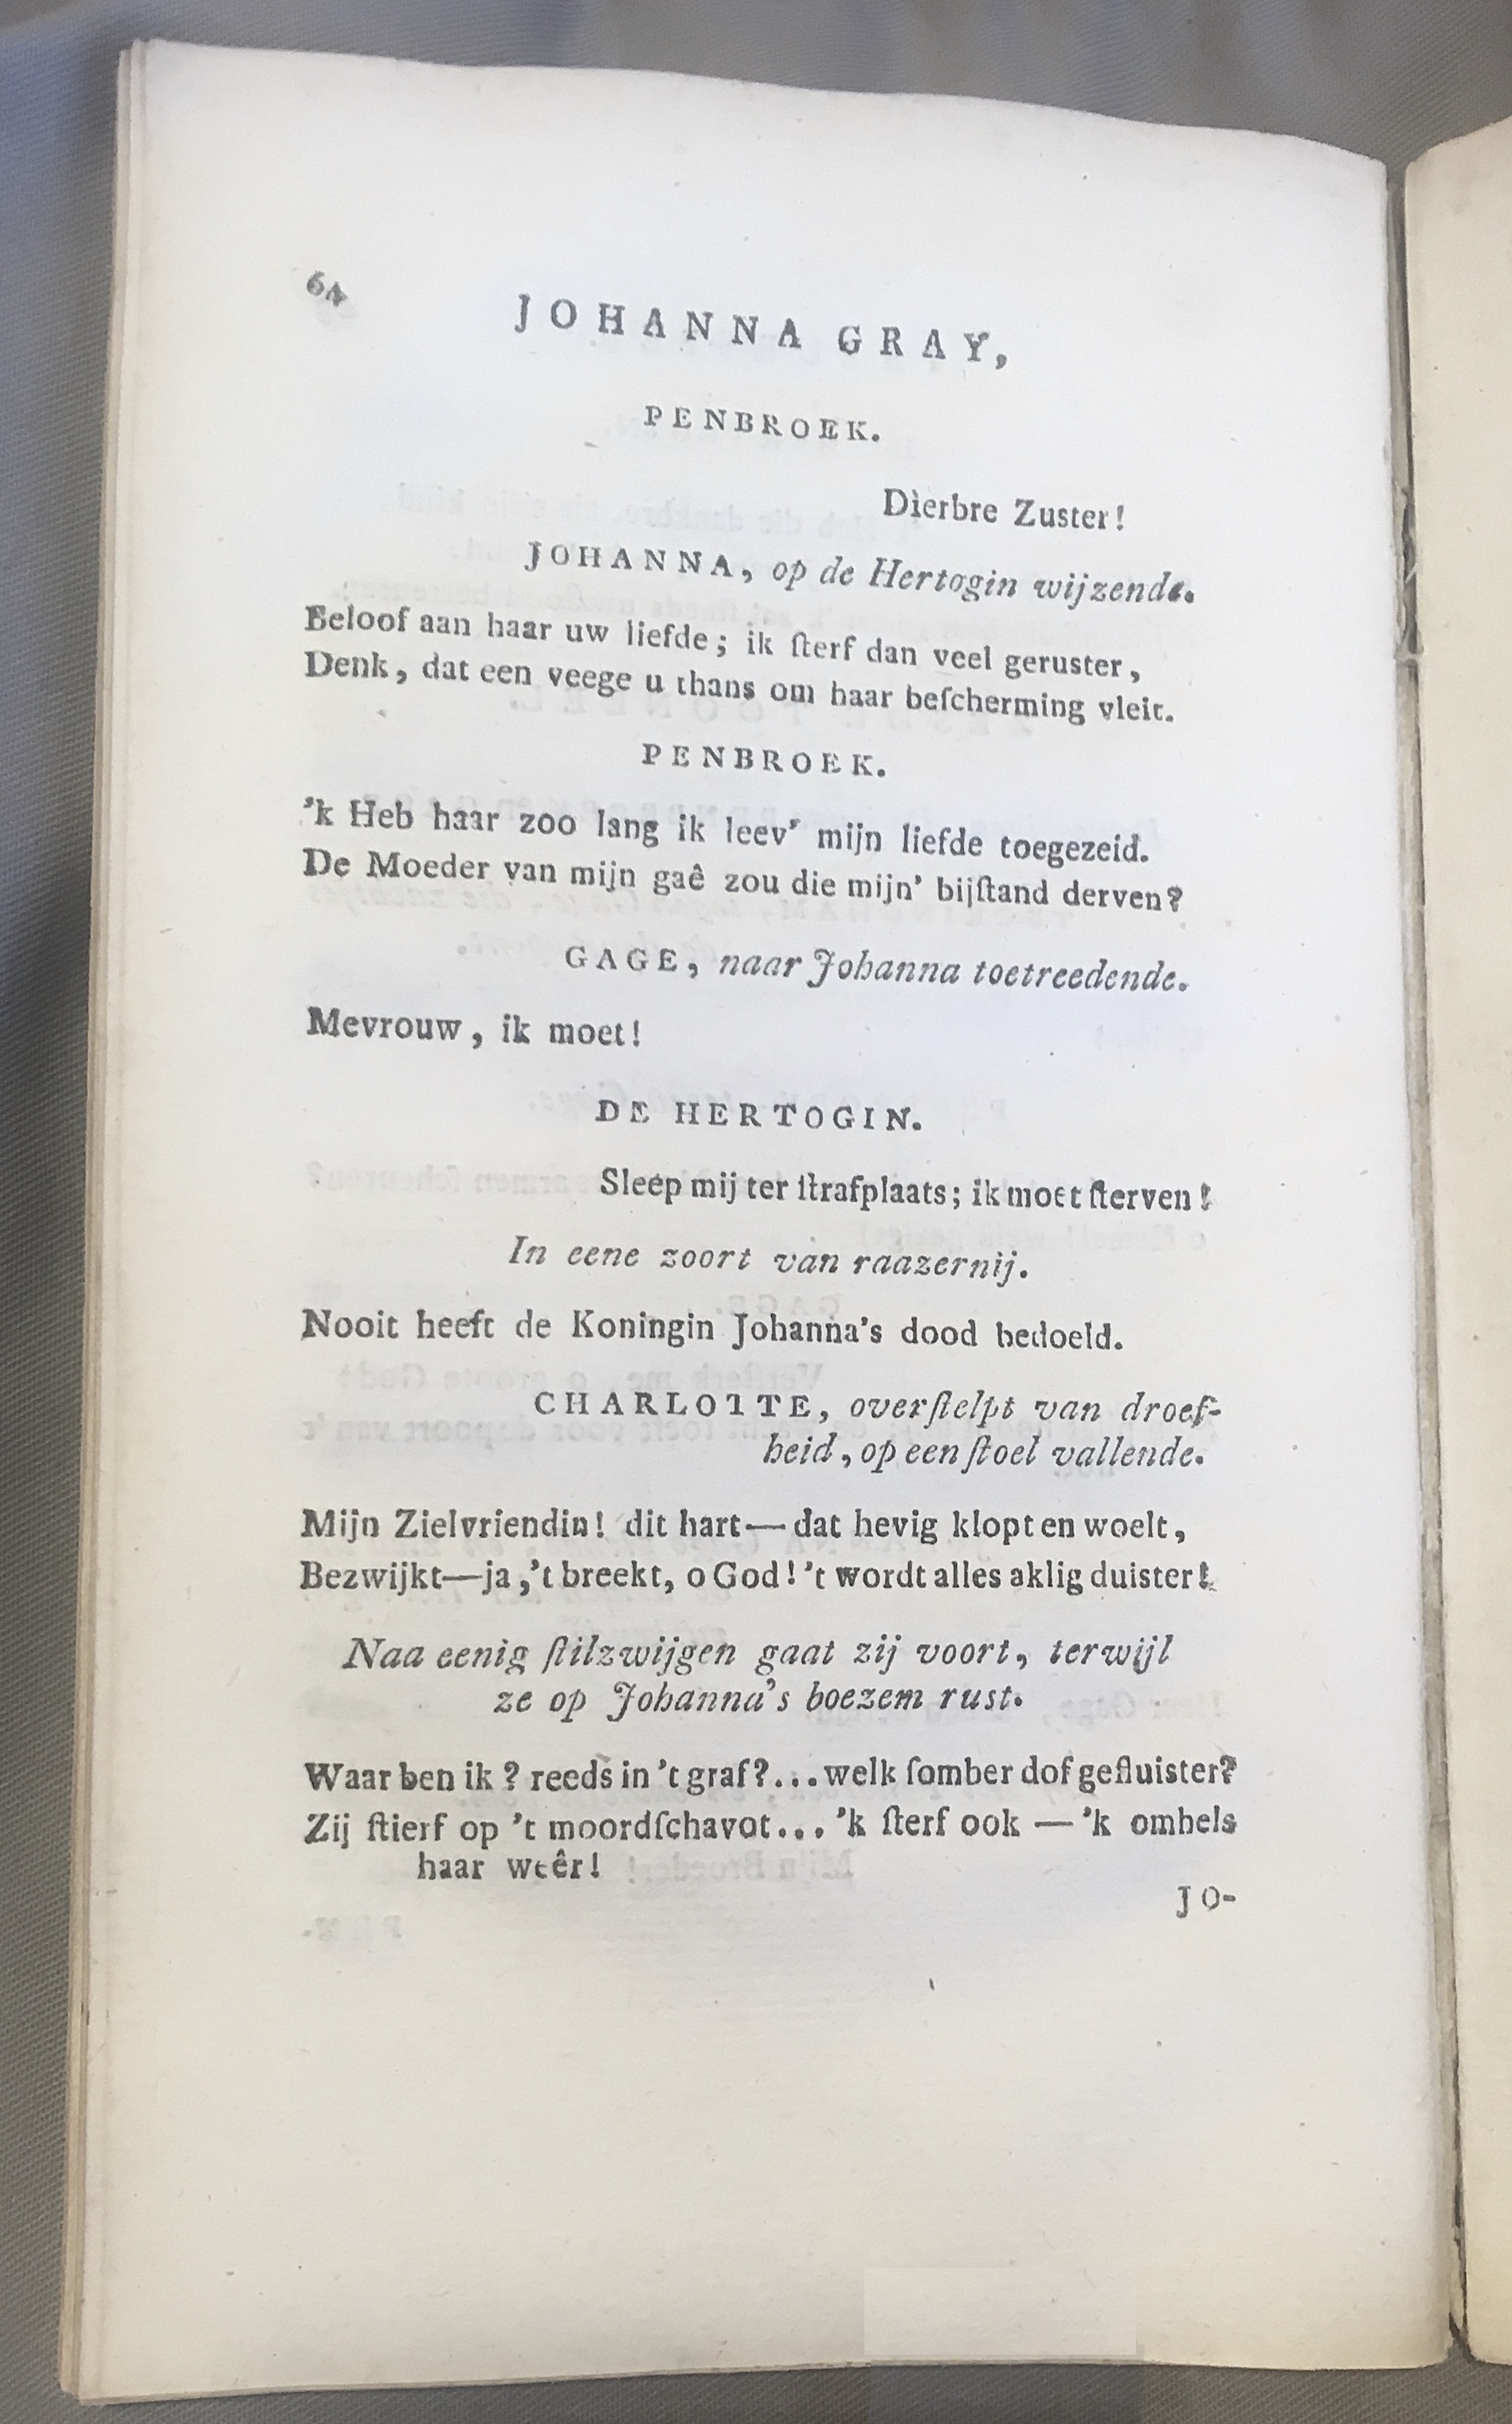 64
JOHANNA GRAY,
PENBROEK.
Dierbre Zuster!
JOHANNA, op de Hertogin wijzende.
Beloof aan haar uw liefde; ik ſterf dan veel geruster,
Denk, dat een veege u thans om haar beſcherming vleit.
PENBROEK.
'k Heb haar zoo lang ik leev' mijn liefde toegezeid.
De Moeder van mijn gaê zou die mijn' bijſtand derven?
GAGE, naar Johanna toetreedende.
Mevrouw, ik moet!
DE HERTOGIN.
Sleep mij ter ſtrafplaats; ik moet ſterven!
In eene zoort van raazernij.
Nooit heeft de Koningin Johanna's dood bedoeld.
CHARLOTTE, overſtelpt van droef-
heid, op een ſtoel vallende.
Mijn Zielvriendin! dit hart—dat hevig klopt en woelt,
Bezwijkt—ja,'t breekt, o God! 't wordt alles aklig duister!
Naa eenig ſtilzwijgen gaat zij voort, terwijl
ze op Johanna's boezem rust.
Waar ben ik? reeds in 't graf?...welk ſomber dof gefluister?
Zij ſtierf op 't moordſchavot... 'k ſterf ook — 'k omhels
haar weêr!
JO-